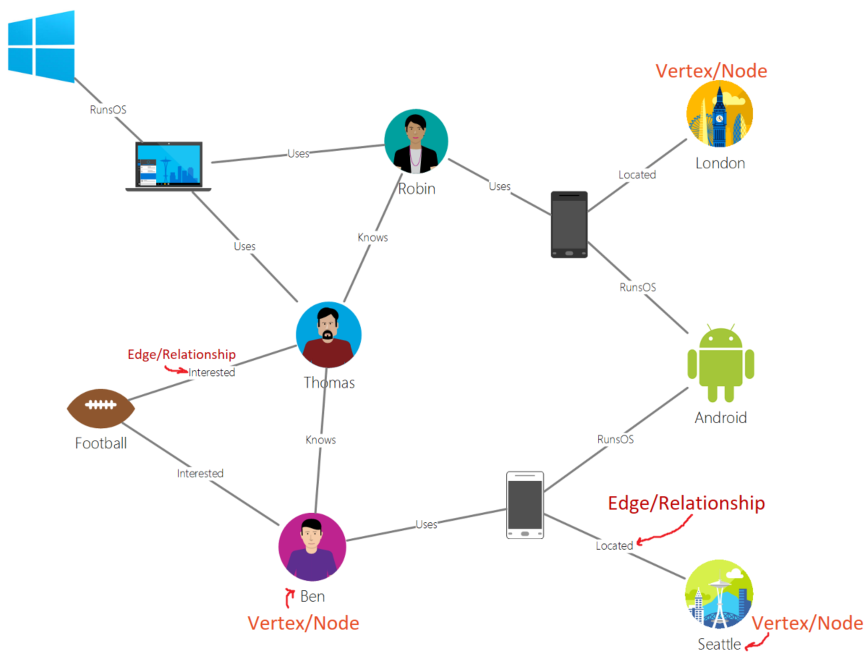 Vertex/Node
RunsOS
Uses
Robin
London
Uses
Located
Knows
Uses
RunsOS
Edge/Relationship
Interested
Thomas
Android
Football
Knows
RunsOS
Interested
Edge/Relationship
Uses
Located
Ben
Vertex/Node
Vertex/Node
Seattle